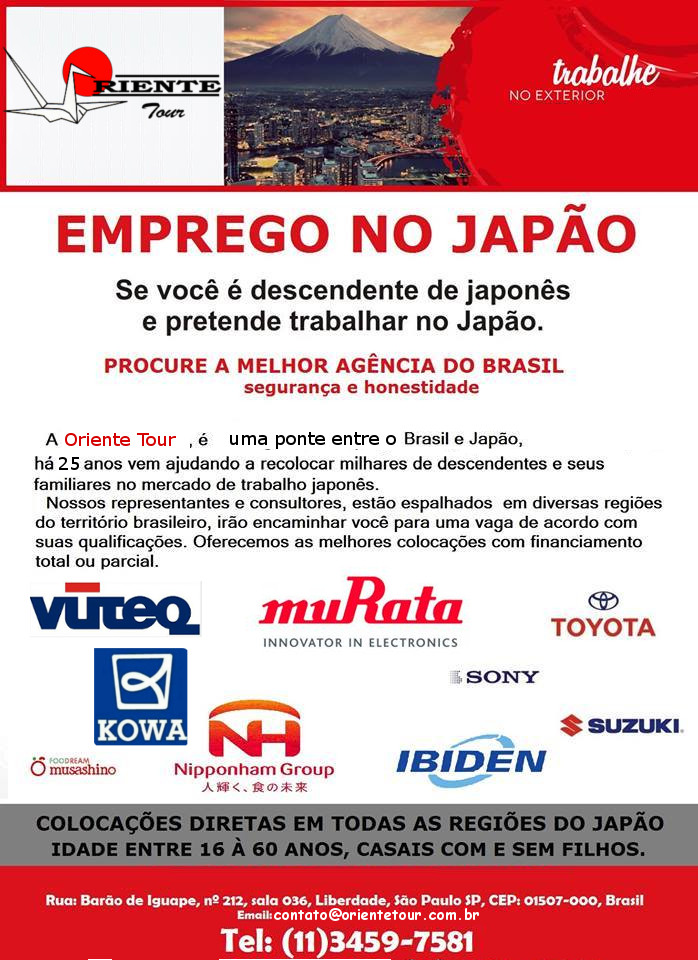 ORIENTE
Tour
trabalhe
NO EXTERIOR
EMPREGO NO JAPÃO
Se você é descendente de japonês
e pretende trabalhar no Japão.
PROCURE A MELHOR AGÊNCIA DO BRASIL
segurança e honestidade
A Oriente Tour , é uma ponte entre o Brasil e Japão,
há 25 anos vem ajudando a recolocar milhares de descendentes e seus
familiares no mercado de trabalho japonês.
Nossos representantes e consultores, estão espalhados em diversas regiões
do território brasileiro, irão encaminhar você para uma vaga de acordo com
suas qualificações. Oferecemos as melhores colocações com financiamento
total ou parcial.
VUTEQ
muRata
INNOVATOR IN ELECTRONICS
TOYOTA
KOWA
SONY
NH
SUZUKI
FOODREAM
musashino
Nipponham Group
人輝く、食の未来
IBIDEN
COLOCAÇÕES DIRETAS EM TODAS AS REGIÕES DO JAPÃO
IDADE ENTRE 16 À 60 ANOS, CASAIS COM E SEM FILHOS.
Rua: Barão de Iguape, nº 212, sala 036, Liberdade, São Paulo SP, CEP: 01507-000, Brasil
Email:contato@orientetour.com.br
Tel: (11)3459-7581